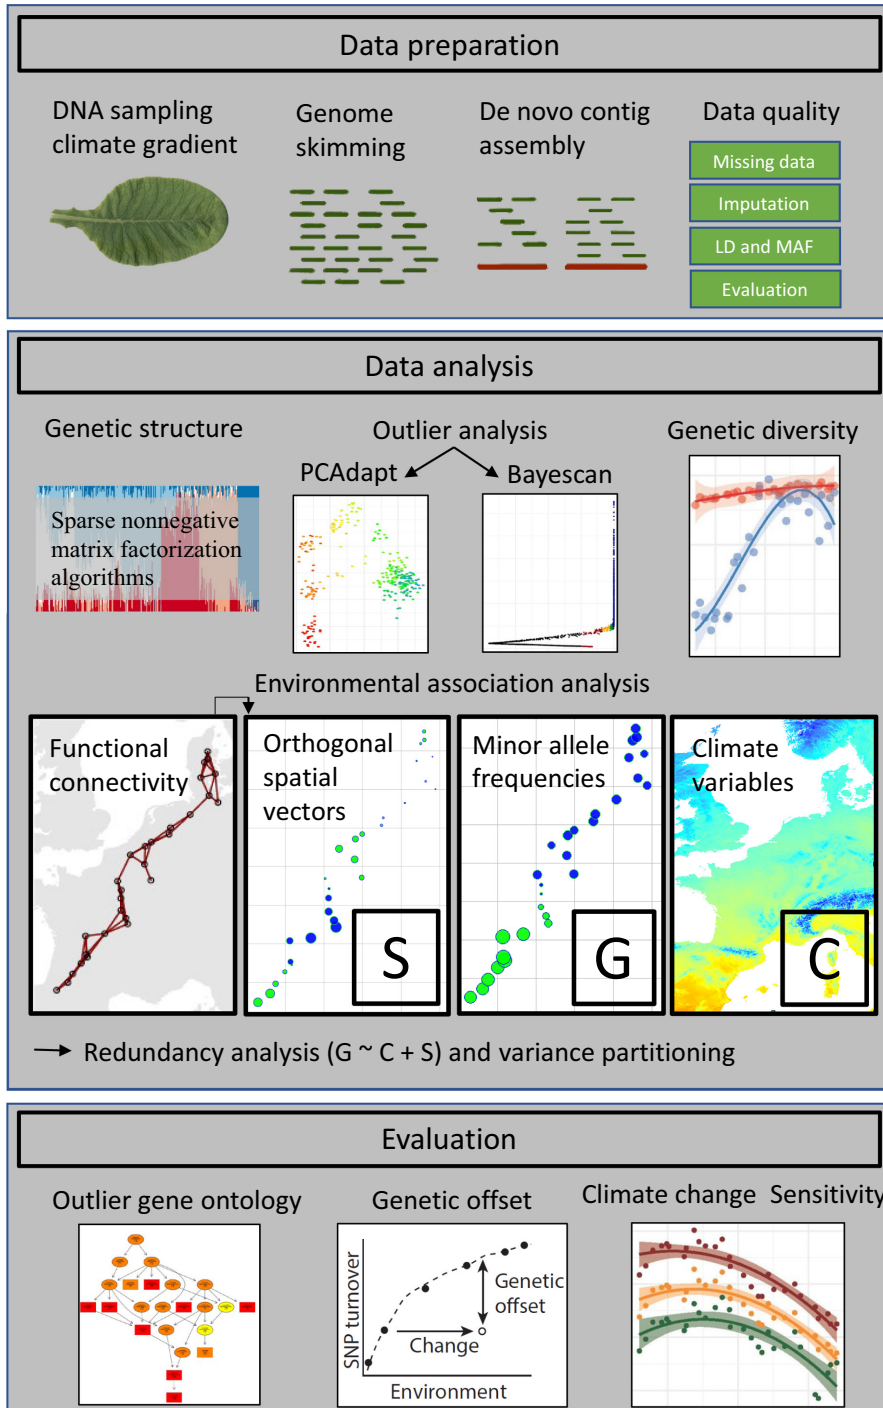 Data preparation
DNA sampling
climate gradient
Genome
skimming
De novo contig
assembly
Data quality
Missing data
Imputation
LD and MAF
Evaluation
Data analysis
Genetic structure
Sparse nonnegative
matrix factorization
algorithms
Outlier analysis
PCAdapt
Bayescan
Genetic diversity
Environmental association analysis
Functional
connectivity
Orthogonal
spatial
vectors
S
Minor allele
frequencies
G
Climate
variables
C
Redundancy analysis (G ~ C + S) and variance partitioning
Evaluation
Outlier gene ontology
Genetic offset
SNP turnover
Genetic
offset
Change
Environment
Climate change Sensitivity